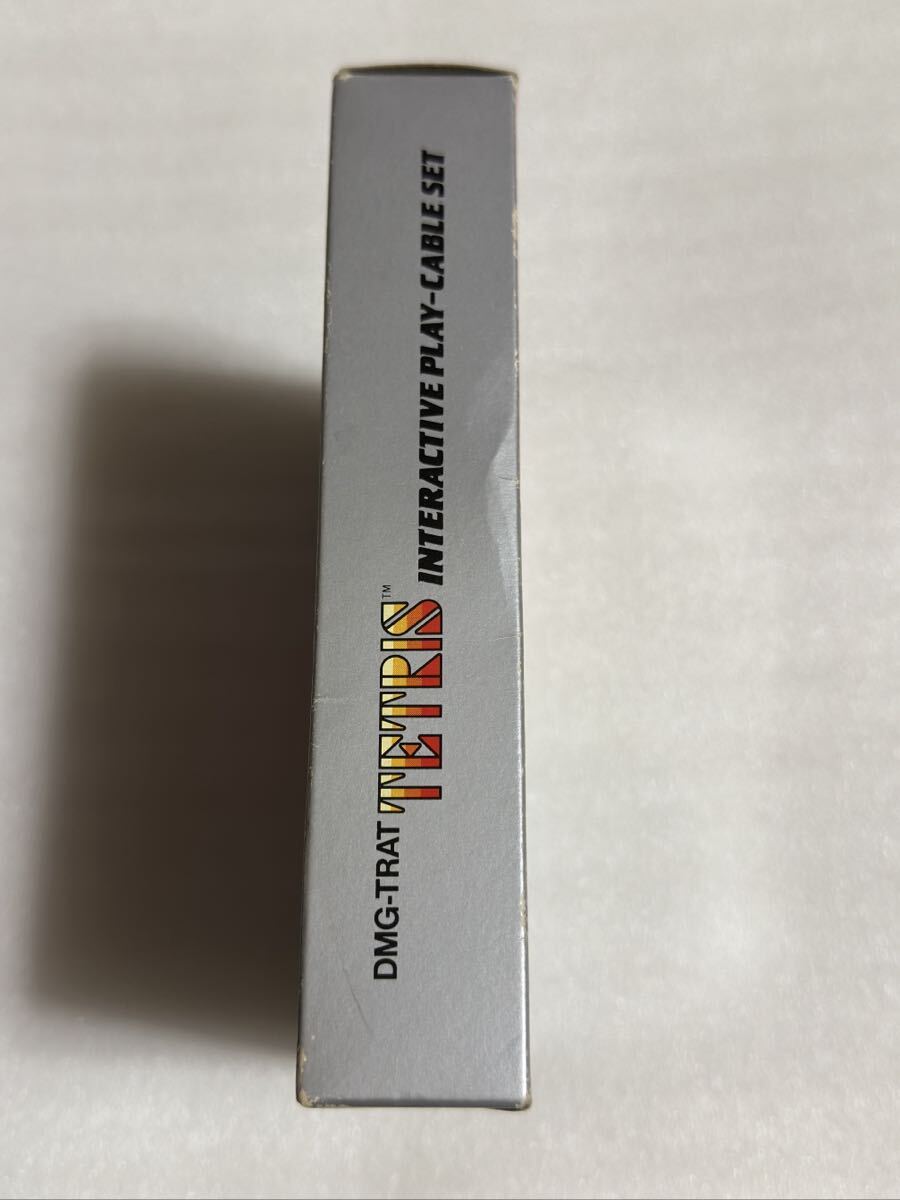 DMG-TRAT TETRIS™ INTERACTIVE PLAY-CABLE SET